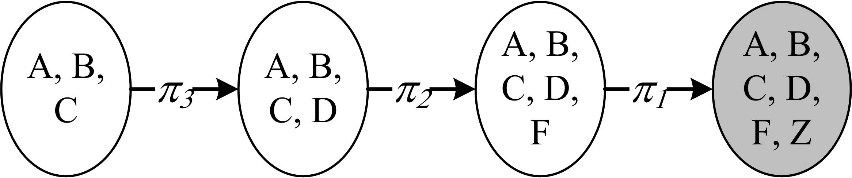 A, B,
C
π3
A, B,
C, D
π2
A, B,
C, D,
F
π1
A, B,
C, D,
F, Z